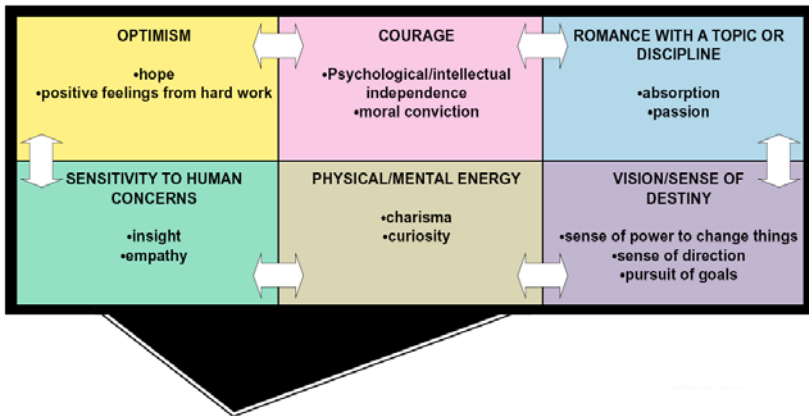 OPTIMISM
•hope
•positive feelings from hard work
COURAGE
•Psychological/intellectual
independence
•moral conviction
ROMANCE WITH A TOPIC OR
DISCIPLINE
•absorption
•passion
SENSITIVITY TO HUMAN
CONCERNS
•insight
•empathy
PHYSICAL/MENTAL ENERGY
•charisma
•curiosity
VISION/SENSE OF
DESTINY
•sense of power to change things
•sense of direction
•pursuit of goals